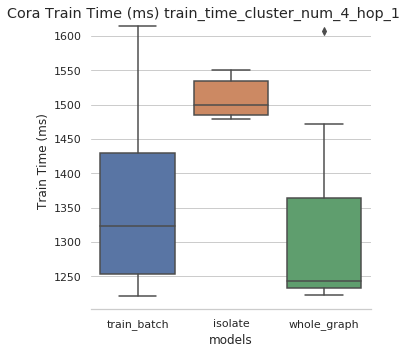 Cora Train Time (ms) train_time_cluster_num_4_hop_1
1600
1550
1500
1450
1400
1350
1300
1250
Train Time (ms)
train_batch isolate whole_graph
models